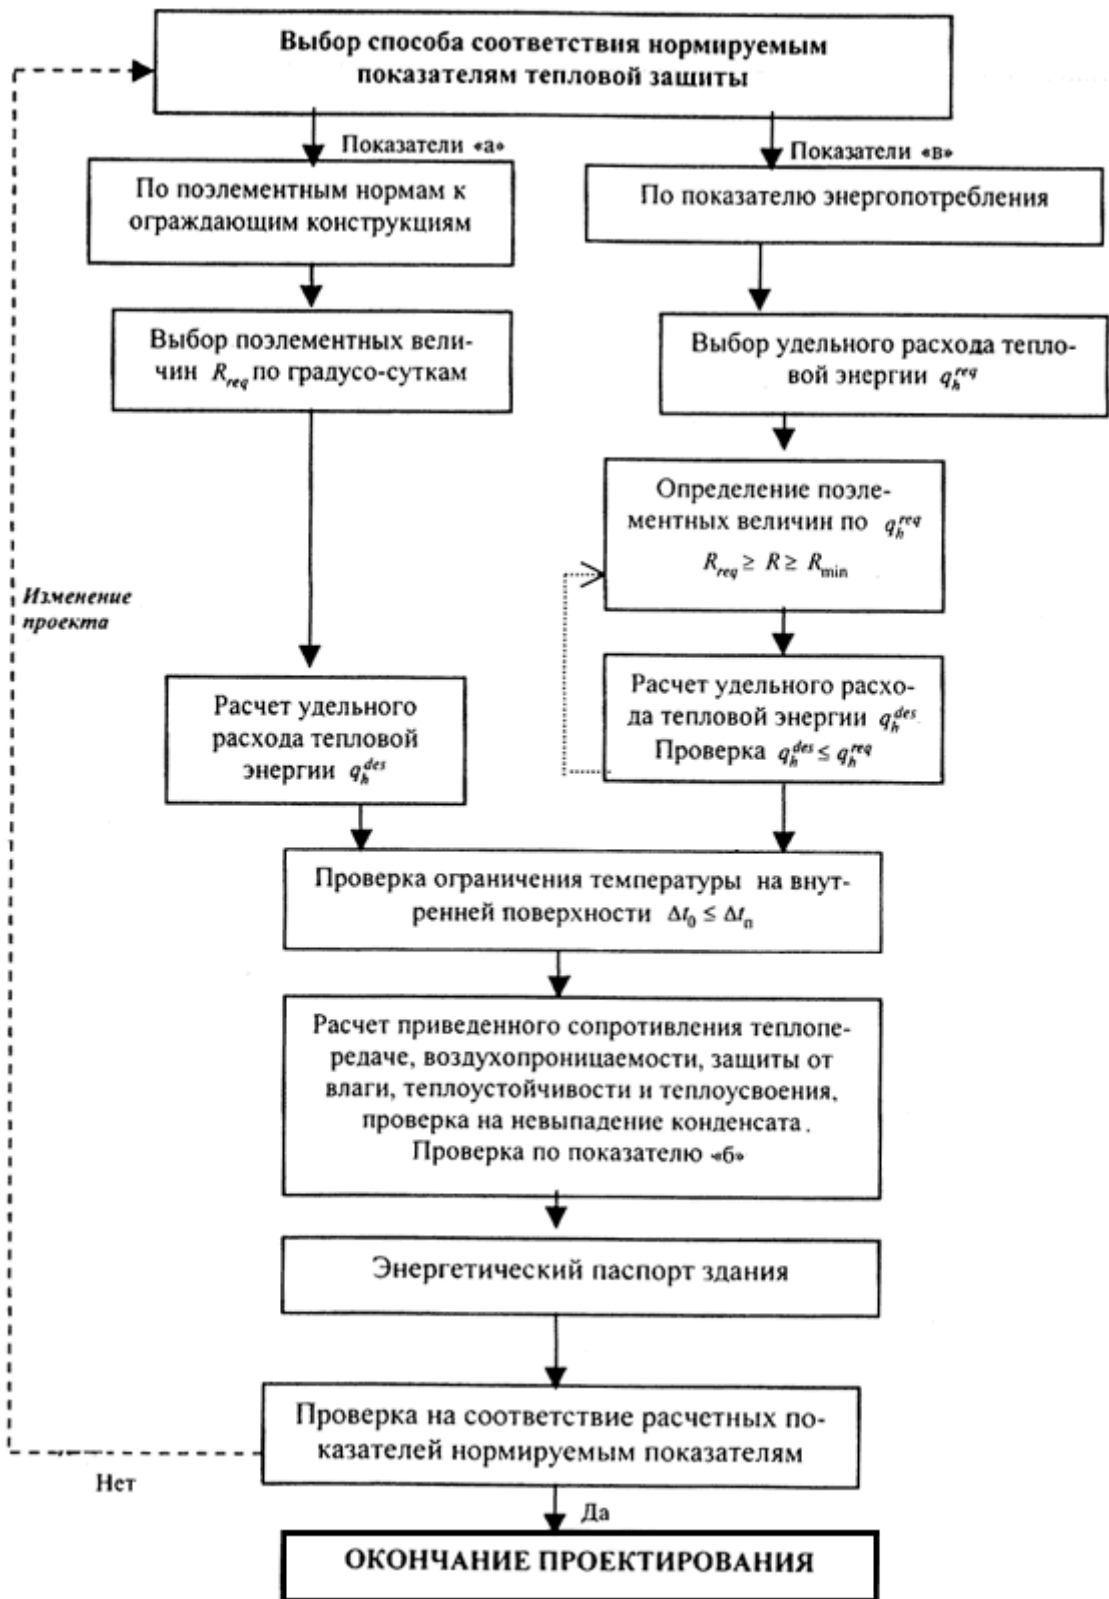 Выбор способа соответствия нормируемым
показателям тепловой защиты
Показатели «а»
Показатели «в»
По поэлементным нормам к
ограждающим конструкциям
По показателю энергопотребления
Выбор поэлементных вели-
чин R_req по градусо-суткам
Выбор удельного расхода тепло-
вой энергии q_h^req
Определение поэле-
ментных величин по q_h^req
R_req ≥ R ≥ R_min
Изменение
проекта
Расчет удельного
расхода тепловой
энергии q_h^des
Расчет удельного расхо-
да тепловой энергии q_h^des
Проверка q_h^des ≤ q_h^req
Проверка ограничения температуры на внут-
ренней поверхности Δt_0 ≤ Δt_п
Расчет приведенного сопротивления теплопе-
редаче, воздухопроницаемости, защиты от
влаги, теплоустойчивости и теплоусвоения,
проверка на невыпадение конденсата.
Проверка по показателю «б»
Энергетический паспорт здания
Проверка на соответствие расчетных по-
казателей нормируемым показателям
Нет
Да
ОКОНЧАНИЕ ПРОЕКТИРОВАНИЯ